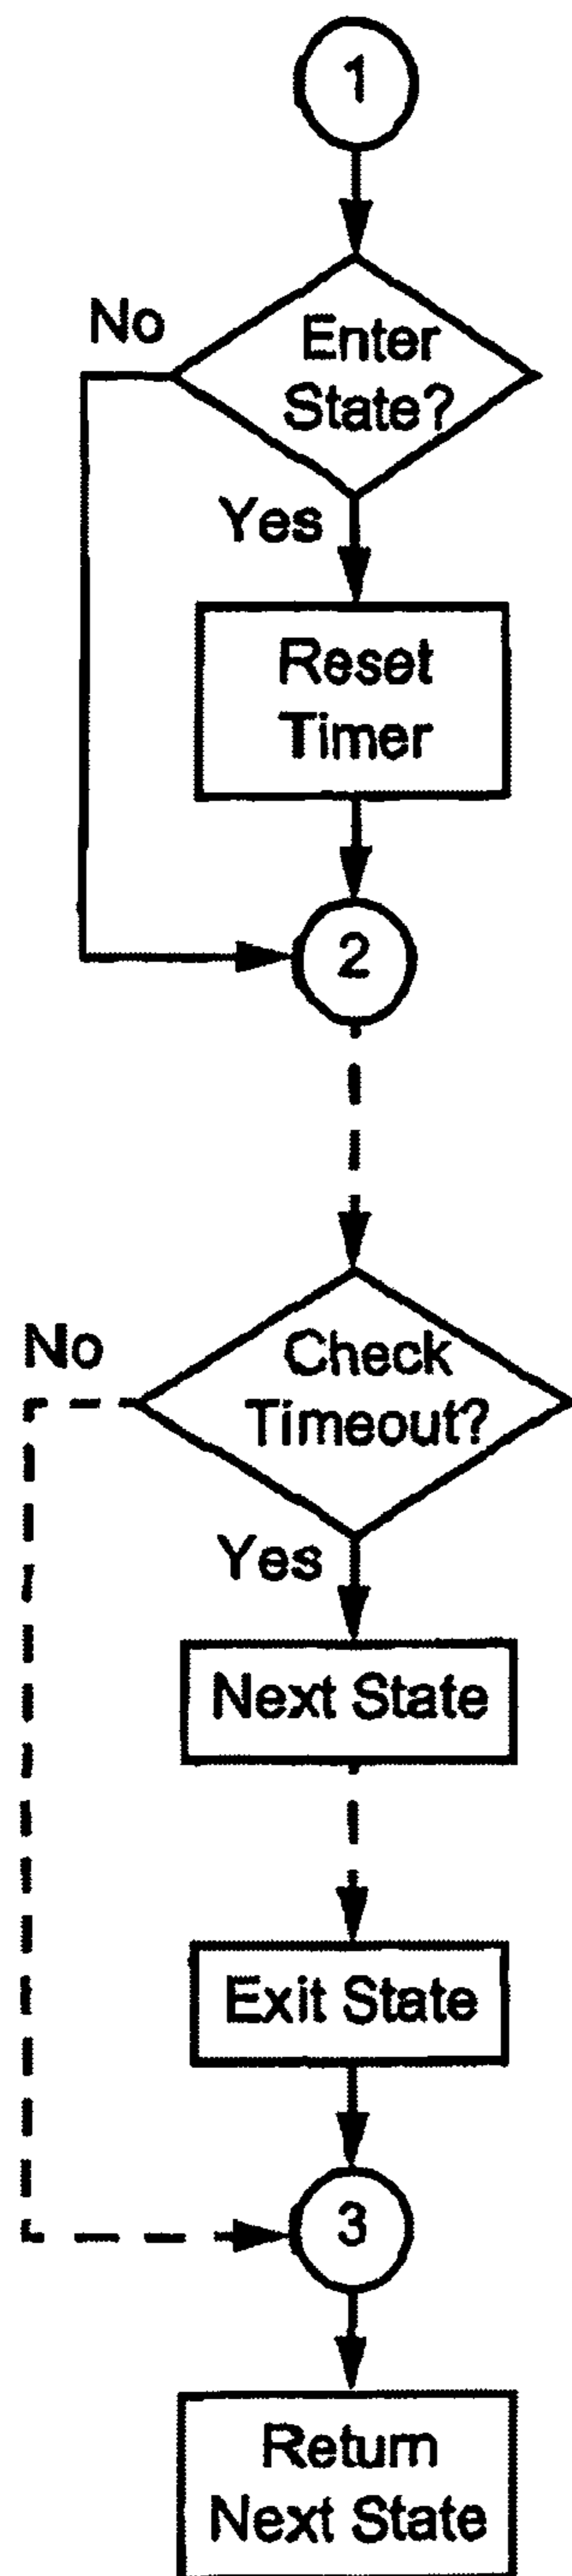 1
No
Enter
State?
Yes
Reset
Timer
2
No
Check
Timeout?
Yes
Next State
Exit State
3
Return
Next State